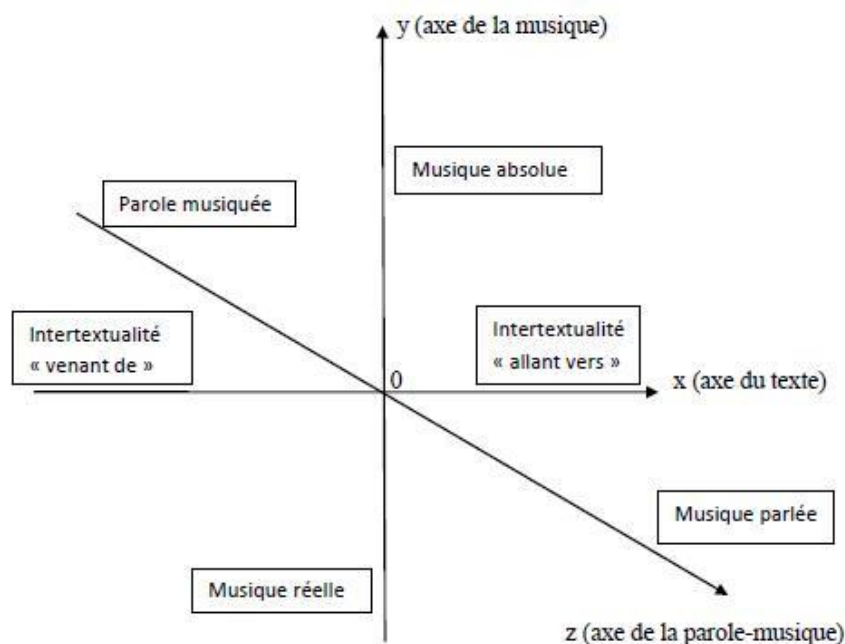 y (axe de la musique)
Musique absolue
Parole musiquée
Intertextualité
« venant de »
Intertextualité
« allant vers »
0
x (axe du texte)
Musique parlée
Musique réelle
z (axe de la parole-musique)